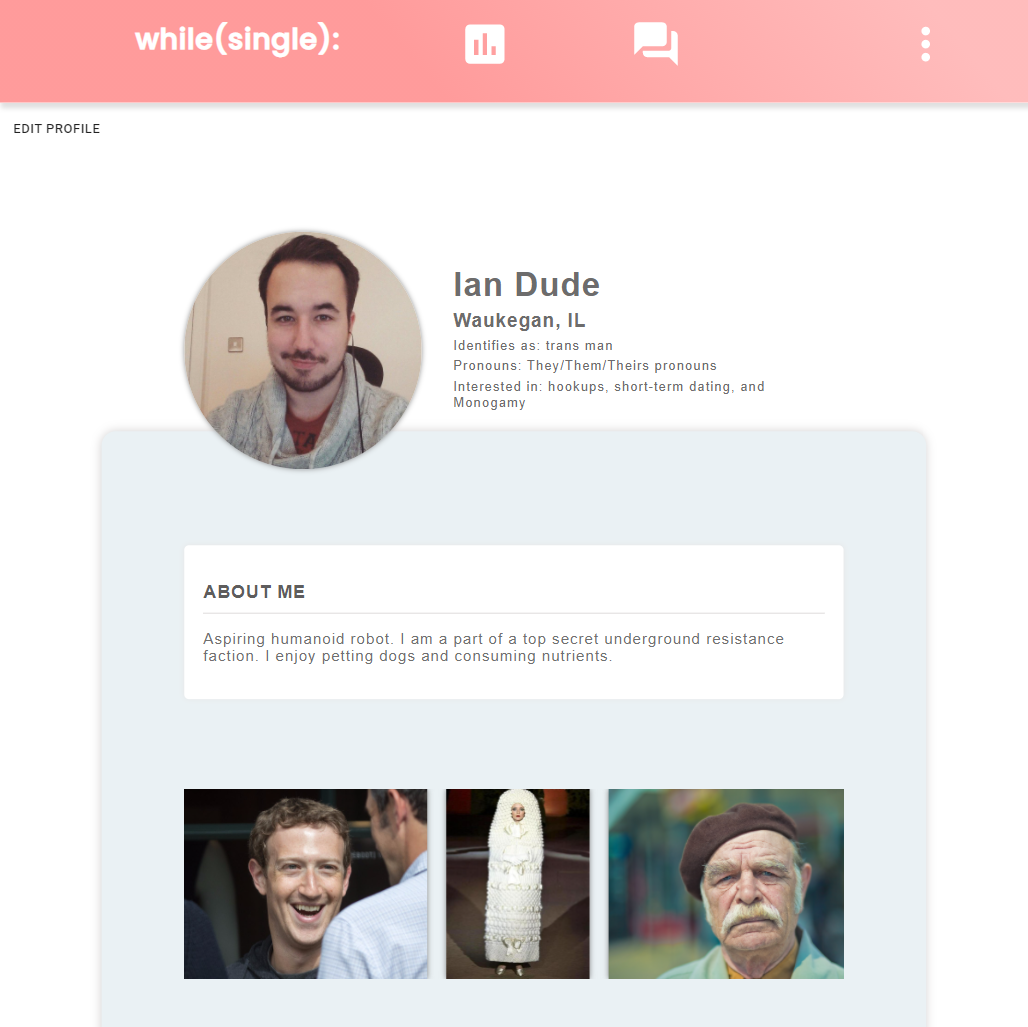 while(single):
EDIT PROFILE
Ian Dude
Waukegan, IL
Identifies as: trans man
Pronouns: They/Them/Theirs pronouns
Interested in: hookups, short-term dating, and
Monogamy
ABOUT ME
Aspiring humanoid robot. I am a part of a top secret underground resistance
faction. I enjoy petting dogs and consuming nutrients.